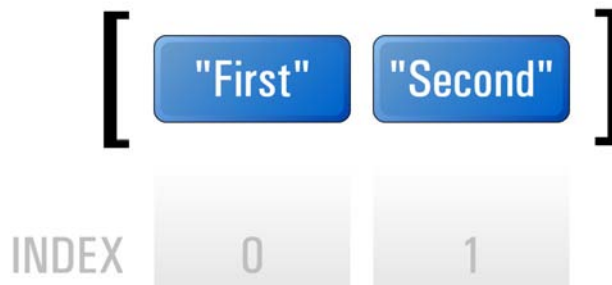 [ "First" "Second" ]
INDEX 0 1